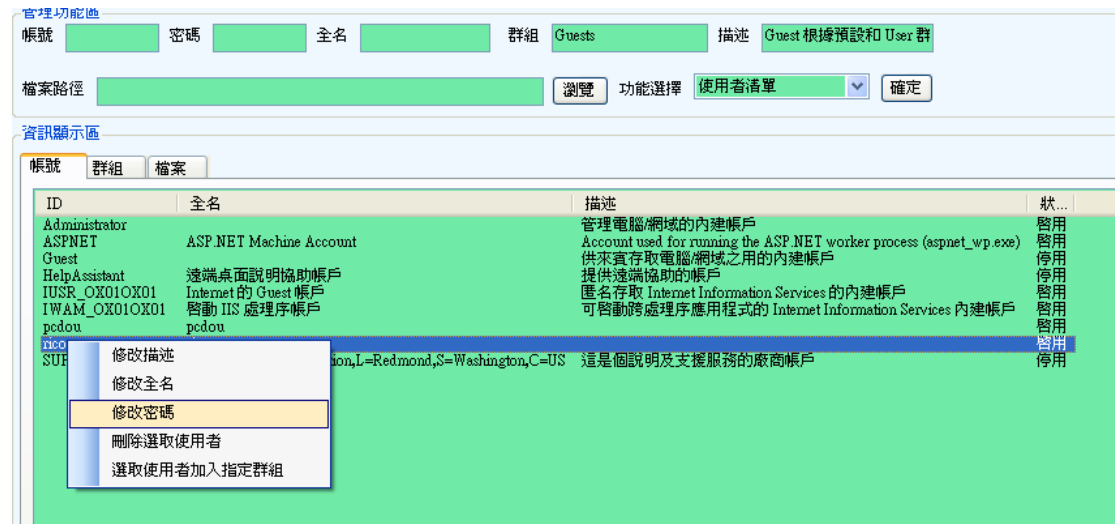 管理功能區
帳號 密碼 全名 群組 Guests 描述 Guest 根據預設和 User 群
檔案路徑 瀏覽 功能選擇 使用者清單 確定
資訊顯示區
帳號 群組 檔案
ID 全名 描述 狀...
Administrator 管理電腦/網域的內建帳戶 啓用
ASPNET ASP.NET Machine Account Account used for running the ASP.NET worker process (aspnet_wp.exe) 啓用
Guest 供來賓存取電腦/網域之用的內建帳戶 停用
HelpAssistant 遠端桌面說明協助帳戶 提供遠端協助的帳戶 停用
IUSR_OX01OX01 Internet 的 Guest 帳戶 匿名存取 Internet Information Services 的內建帳戶 啓用
IWAM_OX01OX01 啓動 IIS 處理序帳戶 可啓動跨處理序應用程式的 Internet Information Services 內建帳戶 啓用
pcdou pcdou 啓用
rico 啓用
SUP ion,L=Redmond,S=Washington,C=US 這是個說明及支援服務的廠商帳戶 停用
修改描述
修改全名
修改密碼
刪除選取使用者
選取使用者加入指定群組